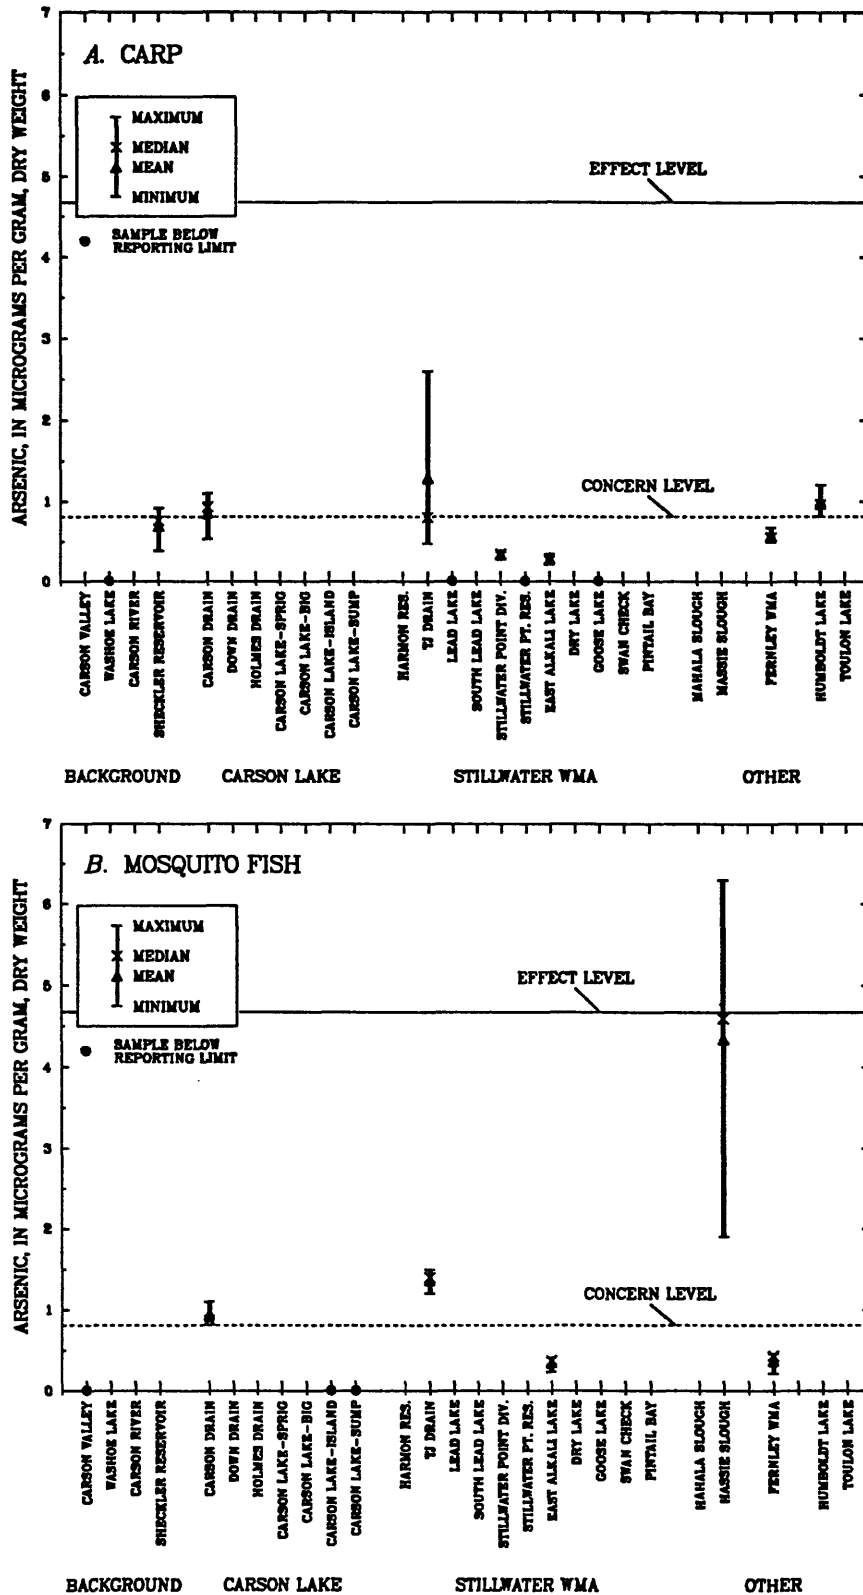 A. CARP
MAXIMUM
MEDIAN
MEAN
MINIMUM
SAMPLE BELOW
REPORTING LIMIT
EFFECT LEVEL
CONCERN LEVEL
ARSENIC, IN MICROGRAMS PER GRAM, DRY WEIGHT
7
6
5
4
3
2
1
0
CARSON VALLEY
WASHOE LAKE
CARSON RIVER
SHECKLER RESERVOIR
CARSON DRAIN
DOWN DRAIN
HOLMES DRAIN
CARSON LAKE-SPRIG
CARSON LAKE-BIG
CARSON LAKE-ISLAND
CARSON LAKE-SUMP
HARMON RES.
TJ DRAIN
LEAD LAKE
SOUTH LEAD LAKE
STILLWATER POINT DIV.
STILLWATER PT. RES.
EAST ALKALI LAKE
DRY LAKE
GOOSE LAKE
SWAN CHECK
PINTAIL BAY
MAHALA SLOUGH
MASSIE SLOUGH
FERNLEY WMA
HUMBOLDT LAKE
TOULON LAKE
BACKGROUND CARSON LAKE STILLWATER WMA OTHER
B. MOSQUITO FISH
MAXIMUM
MEDIAN
MEAN
MINIMUM
SAMPLE BELOW
REPORTING LIMIT
EFFECT LEVEL
CONCERN LEVEL
ARSENIC, IN MICROGRAMS PER GRAM, DRY WEIGHT
7
6
5
4
3
2
1
0
CARSON VALLEY
WASHOE LAKE
CARSON RIVER
SHECKLER RESERVOIR
CARSON DRAIN
DOWN DRAIN
HOLMES DRAIN
CARSON LAKE-SPRIG
CARSON LAKE-BIG
CARSON LAKE-ISLAND
CARSON LAKE-SUMP
HARMON RES.
TJ DRAIN
LEAD LAKE
SOUTH LEAD LAKE
STILLWATER POINT DIV.
STILLWATER PT. RES.
EAST ALKALI LAKE
DRY LAKE
GOOSE LAKE
SWAN CHECK
PINTAIL BAY
MAHALA SLOUGH
MASSIE SLOUGH
FERNLEY WMA
HUMBOLDT LAKE
TOULON LAKE
BACKGROUND CARSON LAKE STILLWATER WMA OTHER